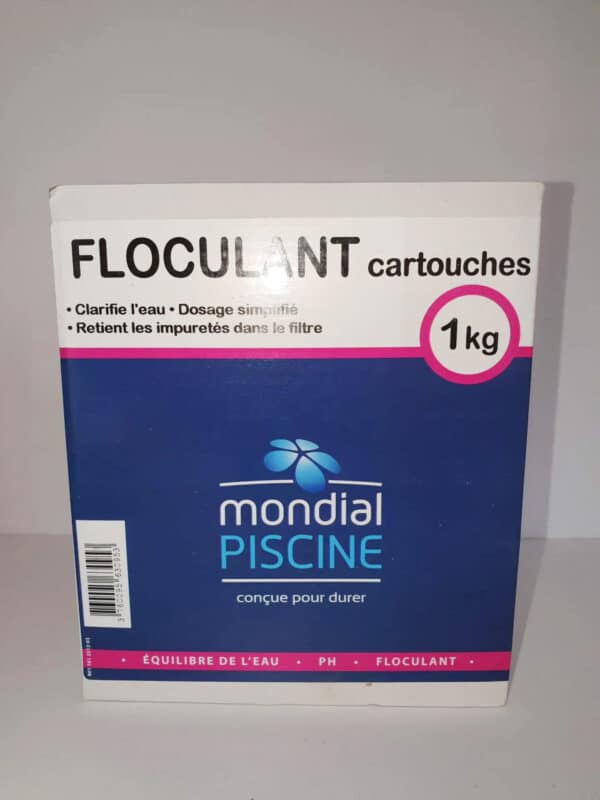 FLOCULANT cartouches
• Clarifie l'eau • Dosage simplifié
• Retient les impuretés dans le filtre
1kg
mondial
PISCINE
conçue pour durer
• ÉQUILIBRE DE L'EAU • PH • FLOCULANT •